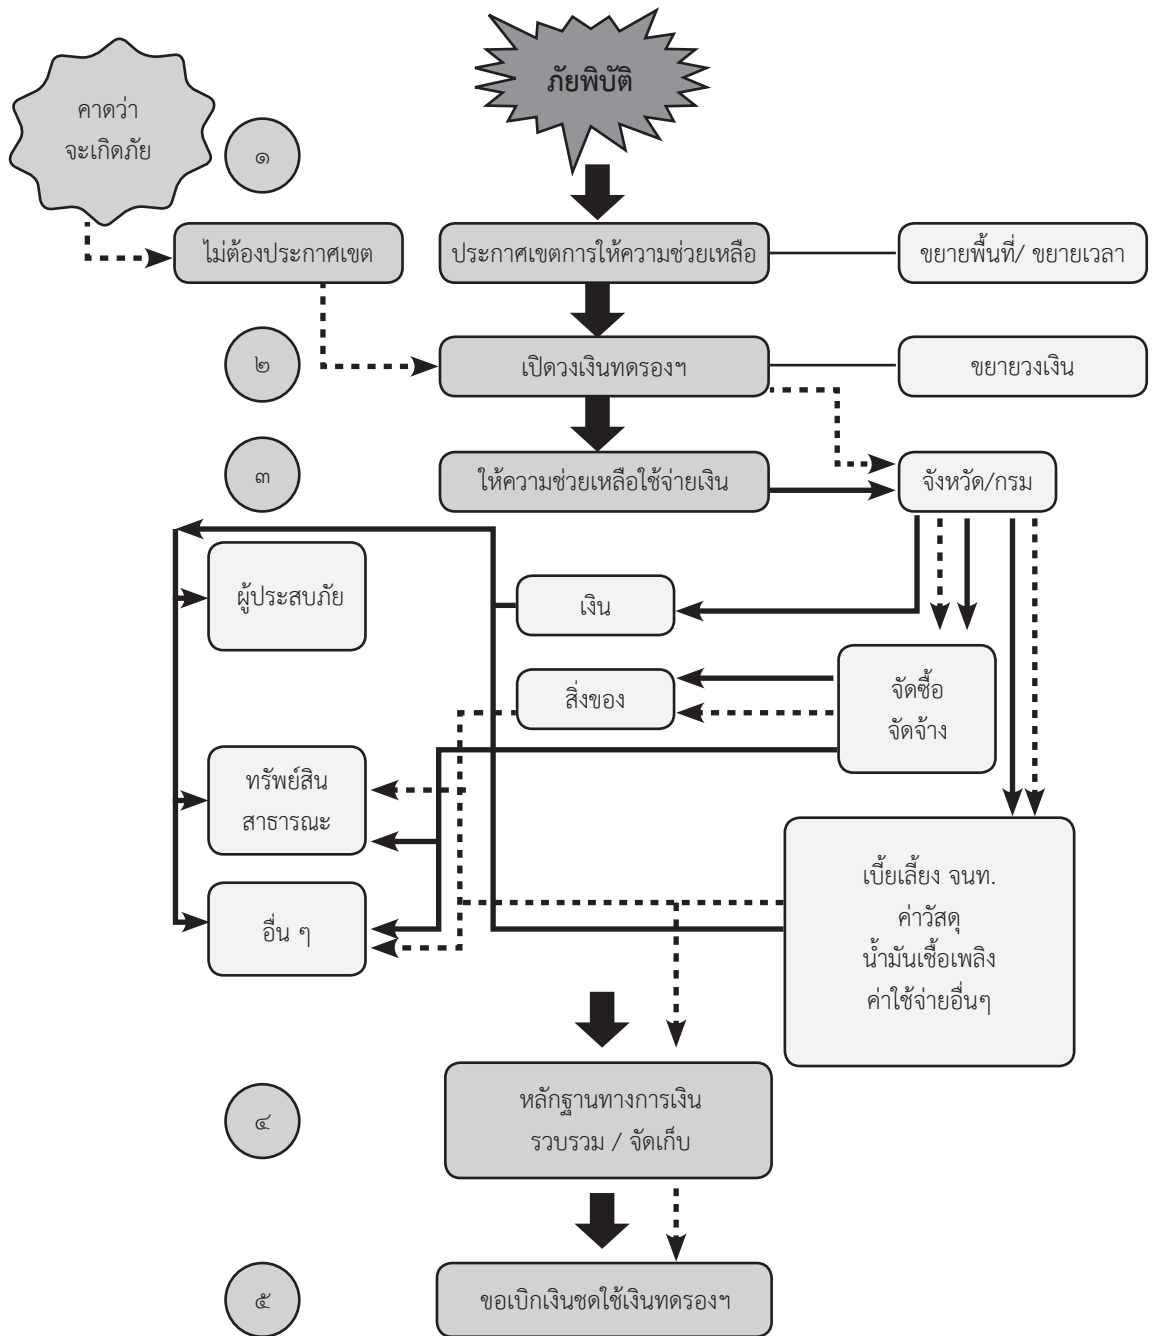 ภัยพิบัติ
คาดว่า
จะเกิดภัย
๑
ไม่ต้องประกาศเขต
ประกาศเขตการให้ความช่วยเหลือ
ขยายพื้นที่/ ขยายเวลา
๒
เปิดวงเงินทดรองฯ
ขยายวงเงิน
๓
ให้ความช่วยเหลือใช้จ่ายเงิน
จังหวัด/กรม
ผู้ประสบภัย
เงิน
สิ่งของ
จัดซื้อ
จัดจ้าง
ทรัพย์สิน
สาธารณะ
อื่น ๆ
เบี้ยเลี้ยง จนท.
ค่าวัสดุ
น้ำมันเชื้อเพลิง
ค่าใช้จ่ายอื่นๆ
๔
หลักฐานทางการเงิน
รวบรวม / จัดเก็บ
๕
ขอเบิกเงินชดใช้เงินทดรองฯ